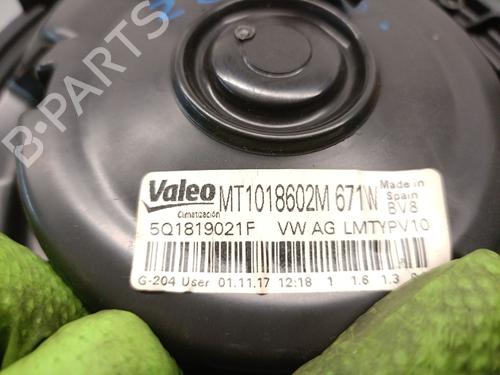 B-PARTS
Valeo MT1018602M 671W Made in
Spain
Climatización BV8
5Q1819021F VW AG LMTYPV10
G-204 User 01.11.17 12:18 1 1.6 1.3